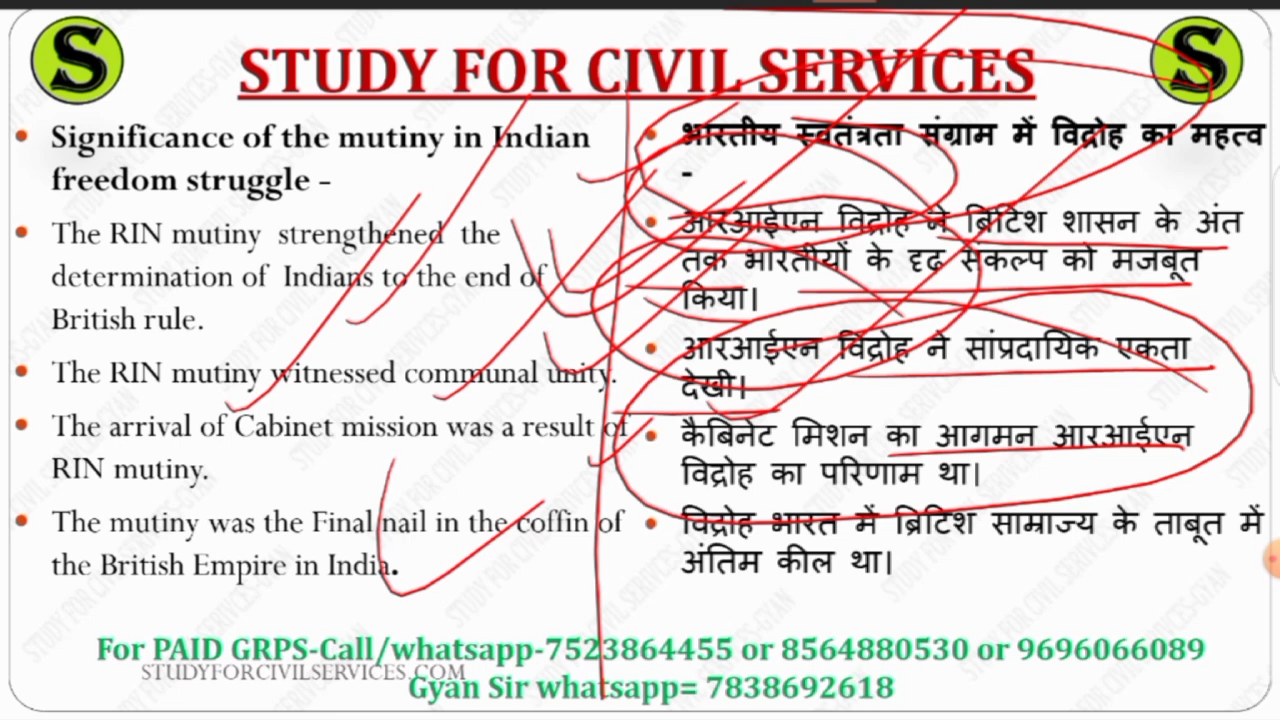 S
STUDY FOR CIVIL SERVICES
S
Significance of the mutiny in Indian
freedom struggle -
The RIN mutiny strengthened the
determination of Indians to the end of
British rule.
The RIN mutiny witnessed communal unity.
The arrival of Cabinet mission was a result of
RIN mutiny.
The mutiny was the Final nail in the coffin of
the British Empire in India.
भारतीय स्वतंत्रता संग्राम में विद्रोह का महत्व
-
आरआईएन विद्रोह ने ब्रिटिश शासन के अंत
तक भारतीयों के दृढ़ संकल्प को मजबूत
किया।
आरआईएन विद्रोह ने सांप्रदायिक एकता
देखी।
कैबिनेट मिशन का आगमन आरआईएन
विद्रोह का परिणाम था।
विद्रोह भारत में ब्रिटिश साम्राज्य के ताबूत में
अंतिम कील था।
For PAID GRPS-Call/whatsapp-7523864455 or 8564880530 or 9696066089
STUDYFORCIVILSERVICES.COM
Gyan Sir whatsapp= 7838692618